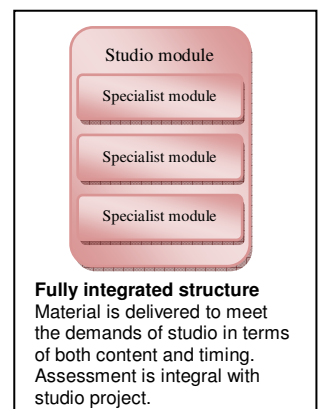 Studio module
Specialist module
Specialist module
Specialist module
Fully integrated structure
Material is delivered to meet
the demands of studio in terms
of both content and timing.
Assessment is integral with
studio project.